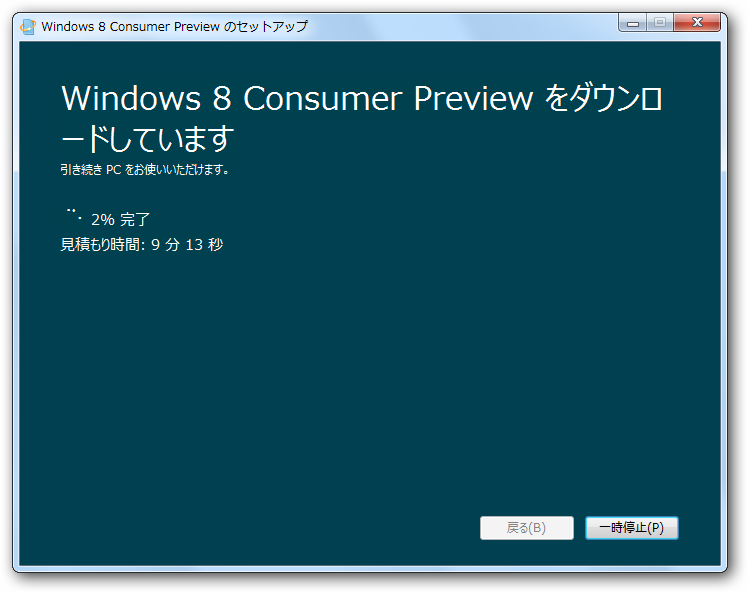 Windows 8 Consumer Preview のセットアップ
Windows 8 Consumer Preview をダウンロ
ードしています
引き続き PC をお使いいただけます。
2% 完了
見積もり時間: 9 分 13 秒
戻る(B)
一時停止(P)